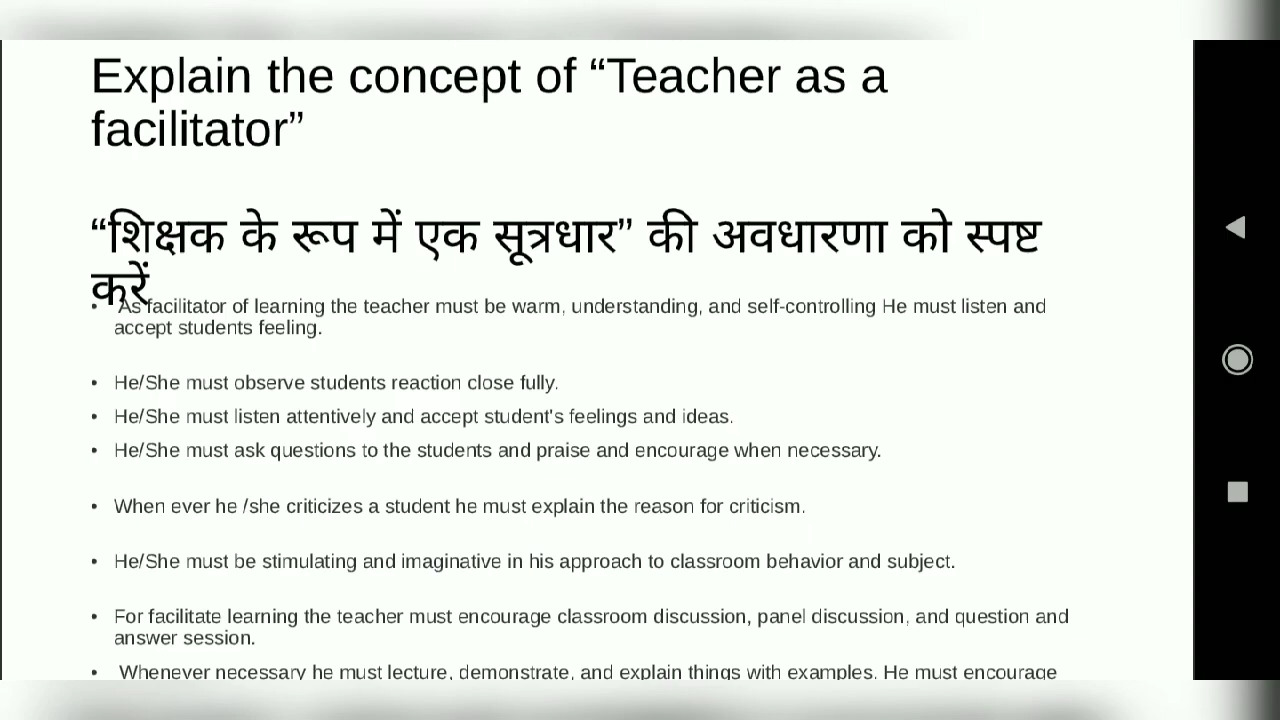 Explain the concept of “Teacher as a
facilitator”
“शिक्षक के रूप में एक सूत्रधार” की अवधारणा को स्पष्ट
करें
• As facilitator of learning the teacher must be warm, understanding, and self-controlling He must listen and
accept students feeling.
• He/She must observe students reaction close fully.
• He/She must listen attentively and accept student's feelings and ideas.
• He/She must ask questions to the students and praise and encourage when necessary.
• When ever he /she criticizes a student he must explain the reason for criticism.
• He/She must be stimulating and imaginative in his approach to classroom behavior and subject.
• For facilitate learning the teacher must encourage classroom discussion, panel discussion, and question and
answer session.
• Whenever necessary he must lecture, demonstrate, and explain things with examples. He must encourage